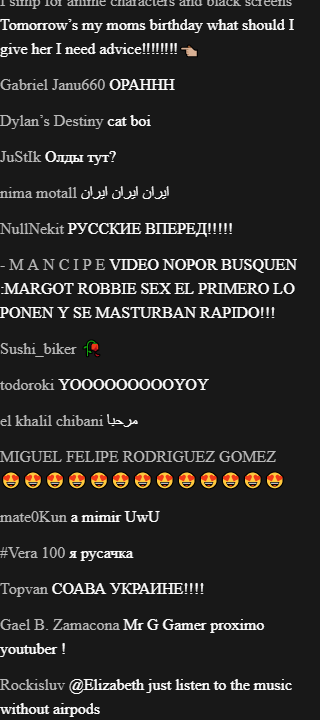 I simp for anime characters and black screens
Tomorrow's my moms birthday what should I
give her I need advice!!!!!!!! 👈🏼
Gabriel Janu660 ОРАННН
Dylan's Destiny cat boi
JuStIk Олды тут?
nima motall ایران ایران ایران
NullNekit РУССКИЕ ВПЕРЕД!!!!!
- M A N C I P E VIDEO NOPOR BUSQUEN
:MARGOT ROBBIE SEX EL PRIMERO LO
PONEN Y SE MASTURBAN RAPIDO!!!
Sushi_biker 🥀
todoroki YOOOOOOOOOYOY
el khalil chibani مرحبا
MIGUEL FELIPE RODRIGUEZ GOMEZ
😍😍😍😍😍😍😍😍😍😍😍😍😍
mate0Kun a mimir UwU
#Vera 100 я русачка
Topvan СОАВА УКРАИНЕ!!!!
Gael B. Zamacona Mr G Gamer proximo
youtuber !
Rockisluv @Elizabeth just listen to the music
without airpods